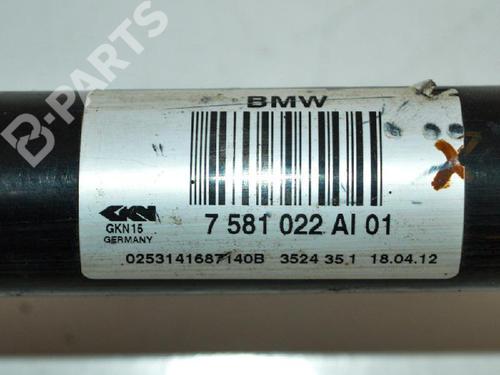 B-PARTS
BMW
GKN
GKN15
GERMANY
7 581 022 AI 01
0253141687140B 3524 35.1 18.04.12